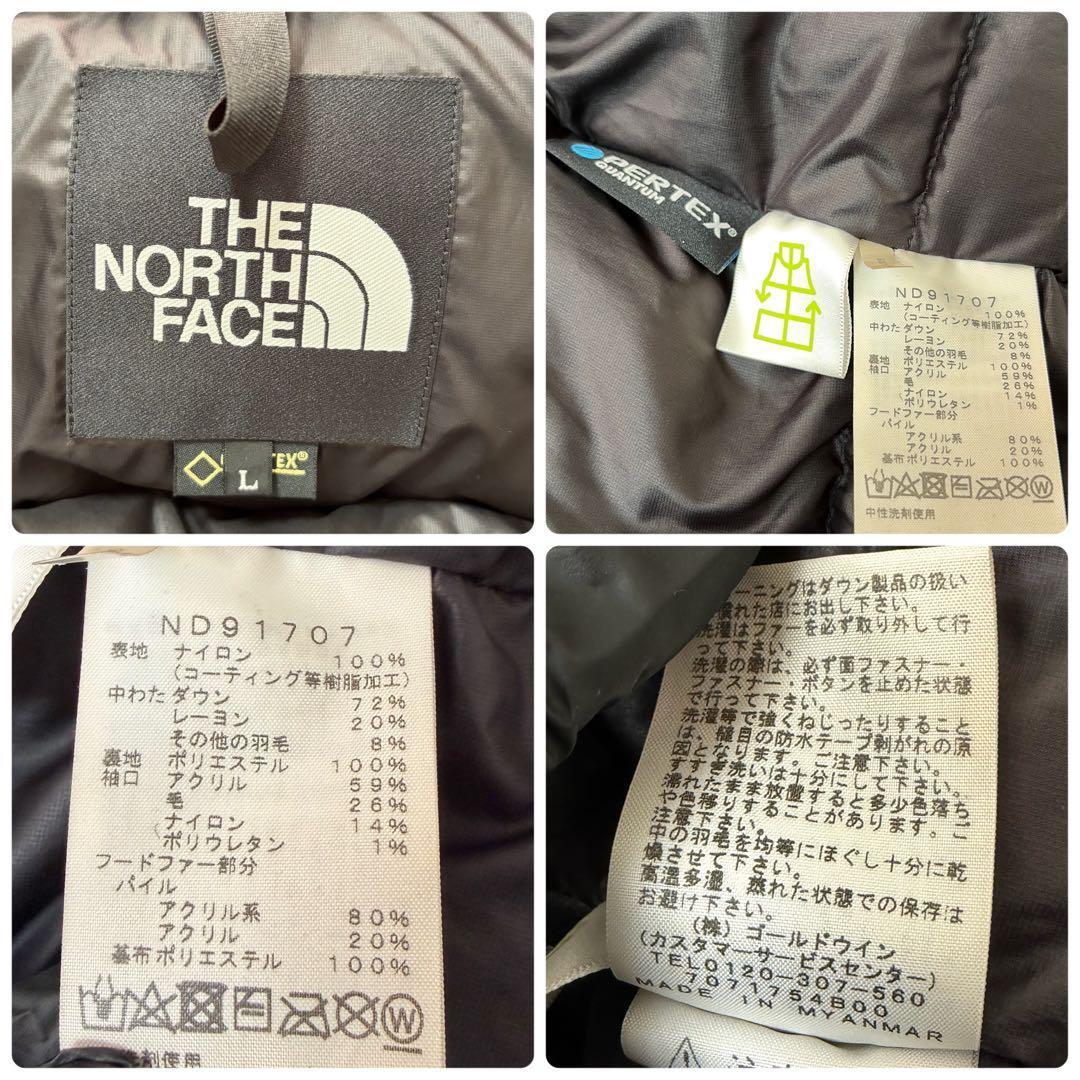 THE
NORTH
FACE
TEX®
L
PERTEX®
QUANTUM
ND91707
表地 ナイロン 100%
(コーティング等樹脂加工)
中わた ダウン 72%
レーヨン 20%
その他の羽毛 8%
裏地 ポリエステル 100%
袖口 アクリル 59%
毛 26%
ナイロン 14%
ポリウレタン 1%
フードファー部分
パイル
アクリル系 80%
アクリル 20%
基布 ポリエステル 100%
中性洗剤使用
ND91707
表地 ナイロン 100%
(コーティング等樹脂加工)
中わた ダウン 72%
レーヨン 20%
その他の羽毛 8%
裏地 ポリエステル 100%
袖口 アクリル 59%
毛 26%
ナイロン 14%
ポリウレタン 1%
フードファー部分
パイル
アクリル系 80%
アクリル 20%
基布 ポリエステル 100%
洗剤使用
ーニングはダウン製品の扱い
れた店にお出し下さい。
洗濯はファーを必ず取り外して行
って下さい。
洗濯の際は、必ず面ファスナー・
ファスナー、ボタンを止めた状態
で行って下さい。
洗濯等で強くねじったりすること
は、縫目の防水テープ剥がれの原
因となります。ご注意下さい。
すすぎ洗いは十分にして下さい。
濡れたまま放置すると多少色落ち
や色移りすることがあります。ご
注意下さい。
中の羽毛を均等にほぐし十分に乾
燥させて下さい。
高温多湿、蒸れた状態での保存は
お避け下さい。
(株)ゴールドウイン
(カスタマーサービスセンター)
TEL0120-307-560
7071754B00
MADE IN MYANMAR